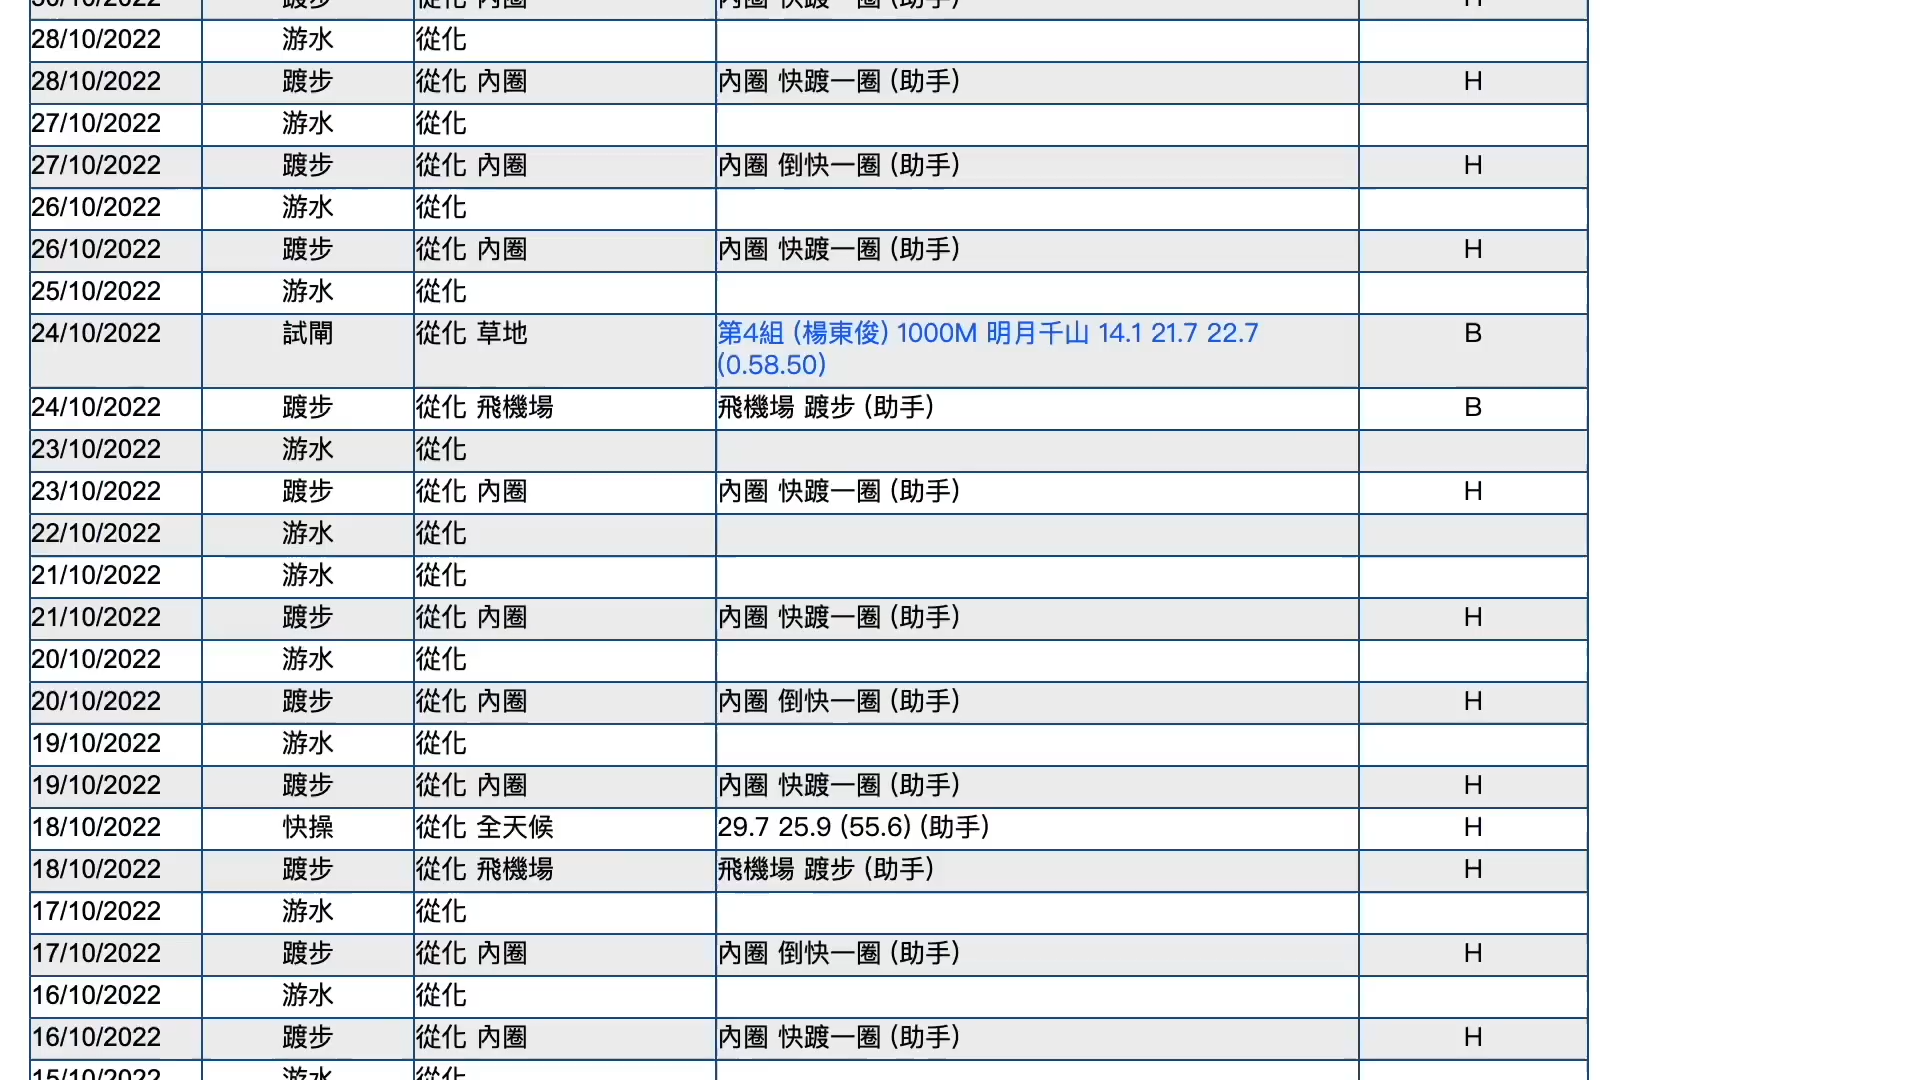 28/10/2022 游水 從化
28/10/2022 踱步 從化 內圈 內圈 快踱一圈 (助手) H
27/10/2022 游水 從化
27/10/2022 踱步 從化 內圈 內圈 倒快一圈 (助手) H
26/10/2022 游水 從化
26/10/2022 踱步 從化 內圈 內圈 快踱一圈 (助手) H
25/10/2022 游水 從化
24/10/2022 試閘 從化 草地 第4組 (楊東俊) 1000M 明月千山 14.1 21.7 22.7 B
(0.58.50)
24/10/2022 踱步 從化 飛機場 飛機場 踱步 (助手) B
23/10/2022 游水 從化
23/10/2022 踱步 從化 內圈 內圈 快踱一圈 (助手) H
22/10/2022 游水 從化
21/10/2022 游水 從化
21/10/2022 踱步 從化 內圈 內圈 快踱一圈 (助手) H
20/10/2022 游水 從化
20/10/2022 踱步 從化 內圈 內圈 倒快一圈 (助手) H
19/10/2022 游水 從化
19/10/2022 踱步 從化 內圈 內圈 快踱一圈 (助手) H
18/10/2022 快操 從化 全天候 29.7 25.9 (55.6) (助手) H
18/10/2022 踱步 從化 飛機場 飛機場 踱步 (助手) H
17/10/2022 游水 從化
17/10/2022 踱步 從化 內圈 內圈 倒快一圈 (助手) H
16/10/2022 游水 從化
16/10/2022 踱步 從化 內圈 內圈 快踱一圈 (助手) H
15/10/2022 游水 從化